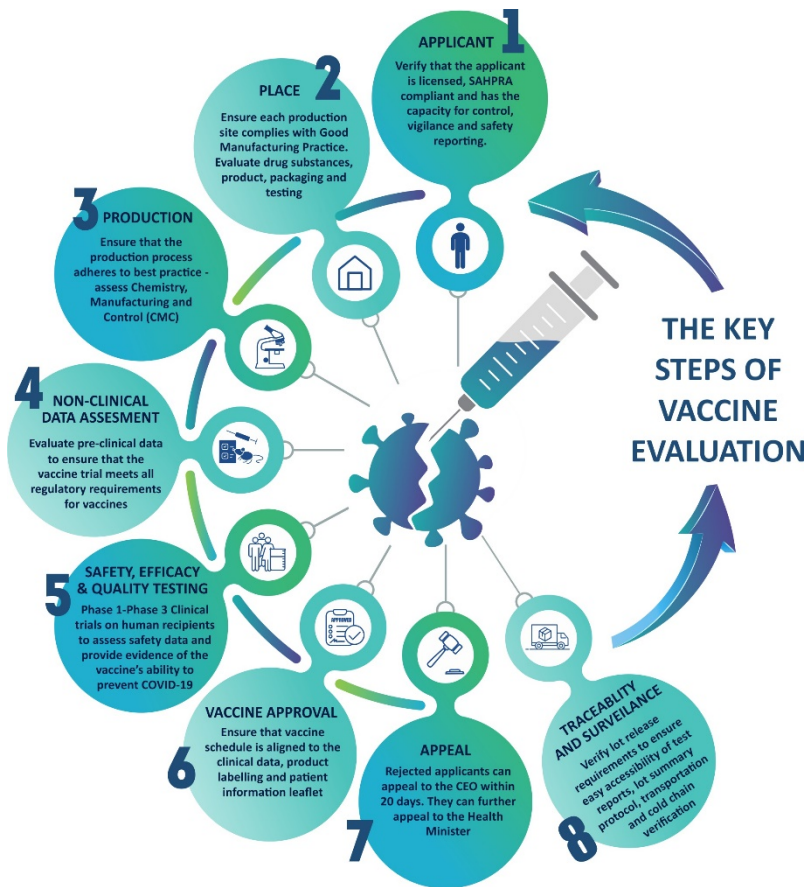 1
APPLICANT
Verify that the applicant
is licensed, SAHPRA
compliant and has the
capacity for control,
vigilance and safety
reporting.
2
PLACE
Ensure each production
site complies with Good
Manufacturing Practice.
Evaluate drug substances,
product, packaging and
testing
3
PRODUCTION
Ensure that the
production process
adheres to best practice -
assess Chemistry,
Manufacturing and
Control (CMC)
4
NON-CLINICAL
DATA ASSESMENT
Evaluate pre-clinical data
to ensure that the
vaccine trial meets all
regulatory requirements
for vaccines
5
SAFETY, EFFICACY
& QUALITY TESTING
Phase 1-Phase 3 Clinical
trials on human recipients
to assess safety data and
provide evidence of the
vaccine's ability to
prevent COVID-19
6
APPROVED
VACCINE APPROVAL
Ensure that vaccine
schedule is aligned to the
clinical data, product
labelling and patient
information leaflet
7
APPEAL
Rejected applicants can
appeal to the CEO within
20 days. They can further
appeal to the Health
Minister
8
TRACEABILITY
AND SURVEILANCE
Verify lot release
requirements to ensure
easy accessibility of test
reports, lot summary
protocol, transportation
and cold chain
verification
THE KEY
STEPS OF
VACCINE
EVALUATION